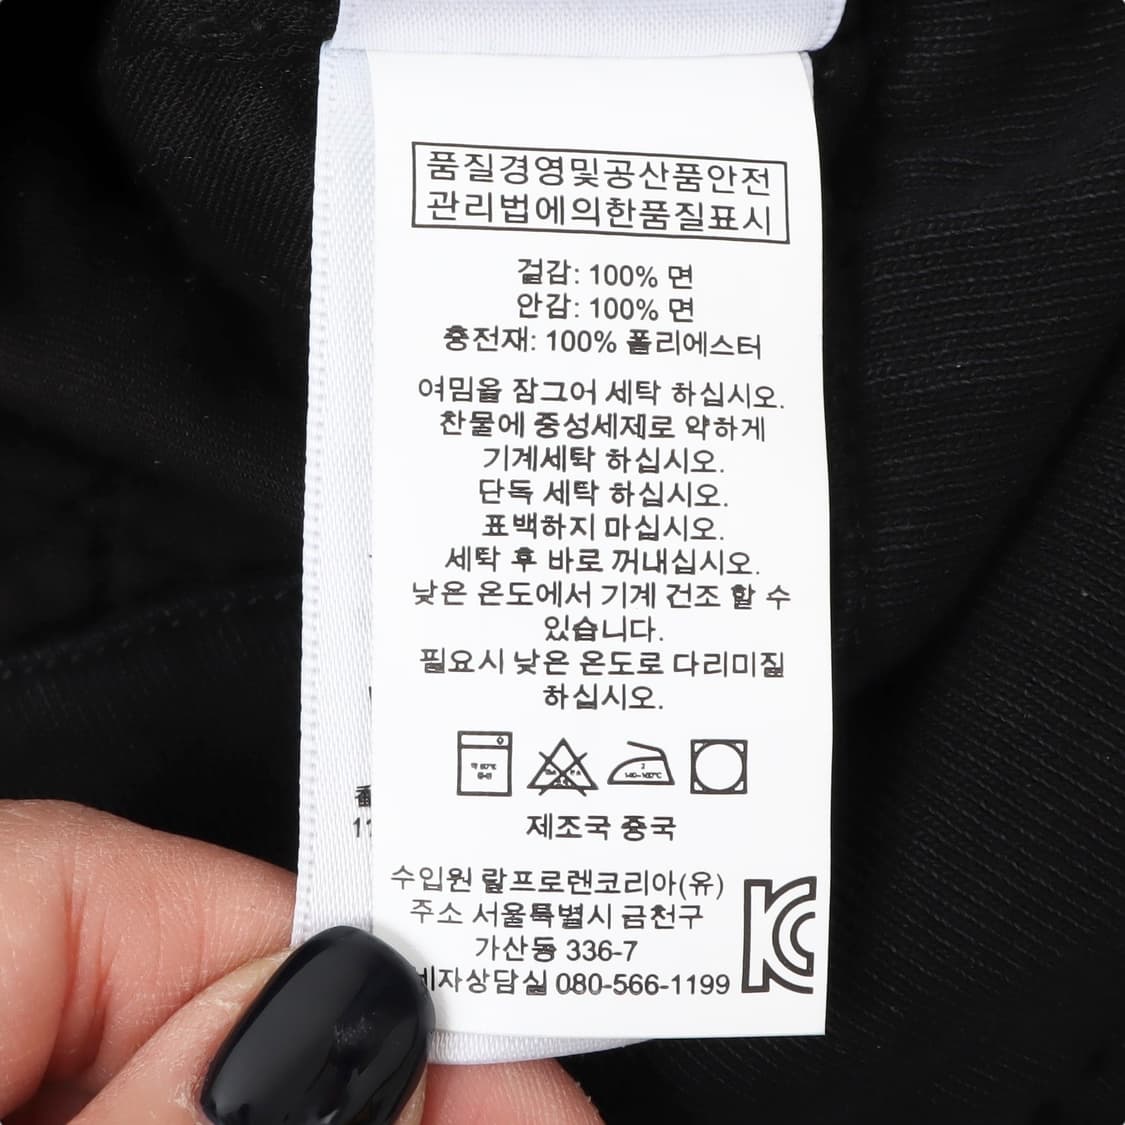 품질경영및공산품안전
관리법에의한품질표시
겉감: 100% 면
안감: 100% 면
충전재: 100% 폴리에스터
여밈을 잠그어 세탁 하십시오.
찬물에 중성세제로 약하게
기계세탁 하십시오.
단독 세탁 하십시오.
표백하지 마십시오.
세탁 후 바로 꺼내십시오.
낮은 온도에서 기계 건조 할 수
있습니다.
필요시 낮은 온도로 다리미질
하십시오.
제조국 중국
수입원 랄프로렌코리아(유)
주소 서울특별시 금천구
가산동 336-7
비자상담실 080-566-1199